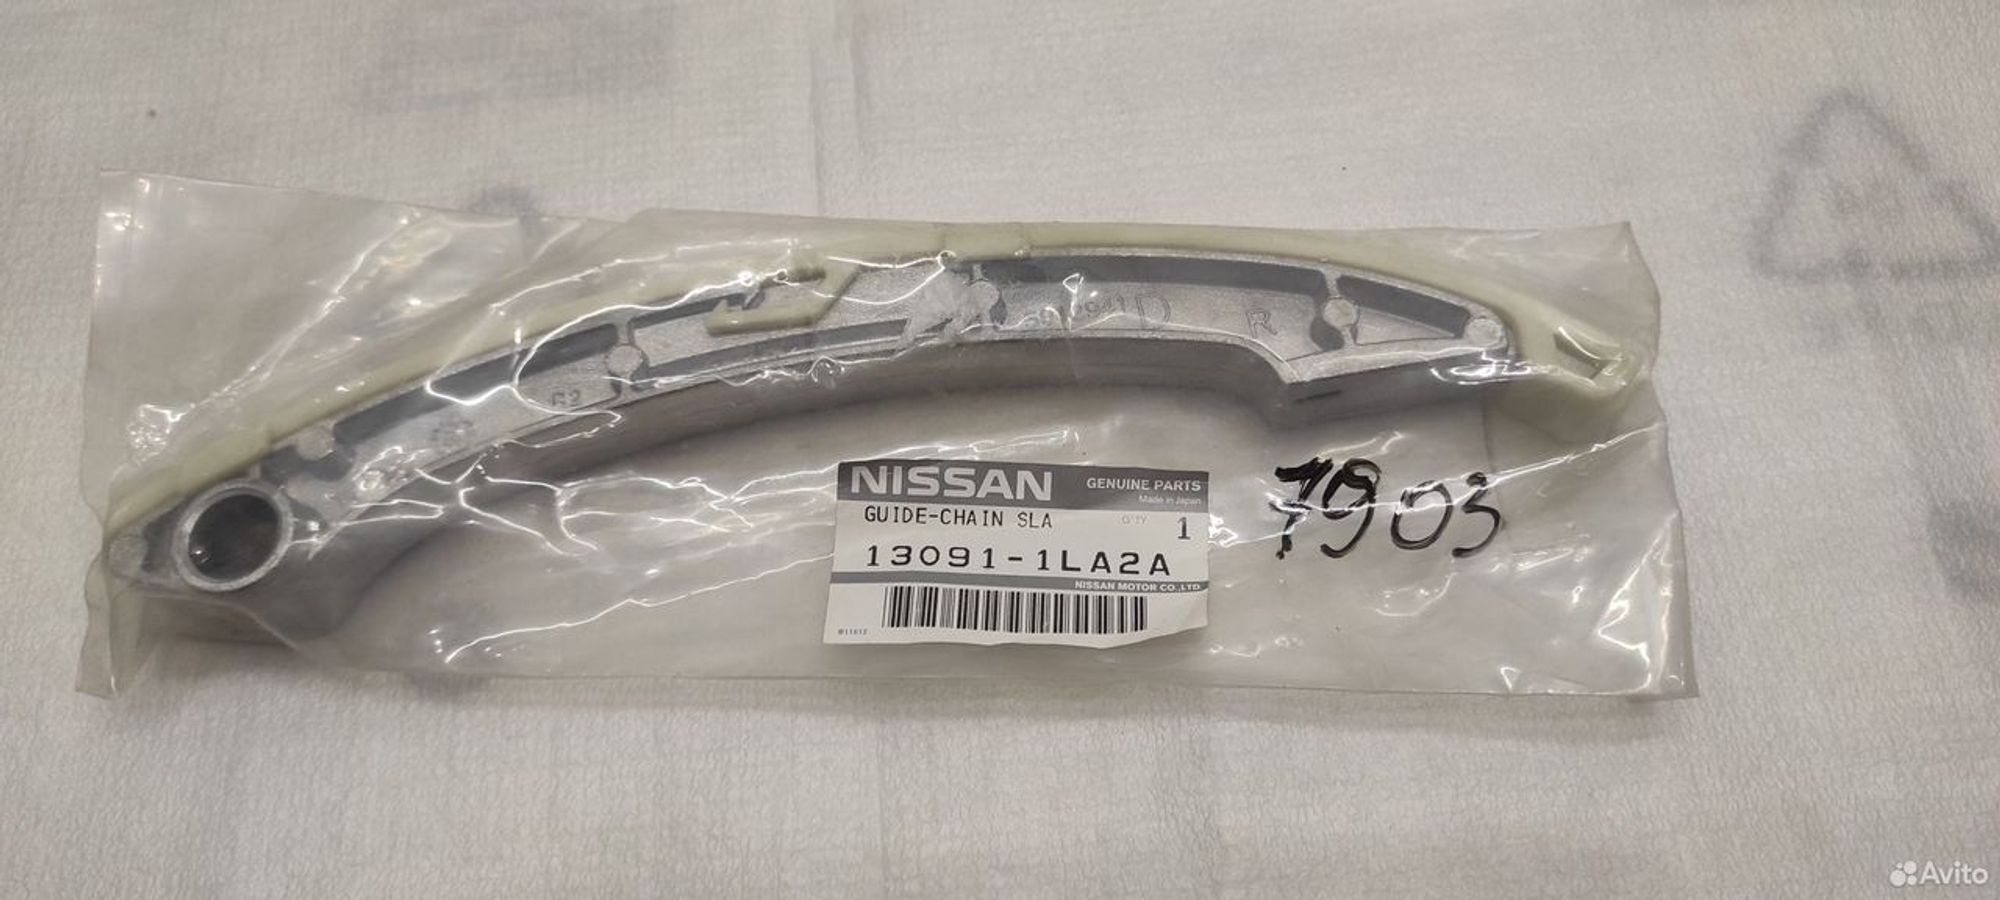 D
R
G2
NISSAN
GENUINE PARTS
Made in Japan
GUIDE-CHAIN SLA
Q'TY
1
13091-1LA2A
NISSAN MOTOR CO.,LTD.
7903
Avito